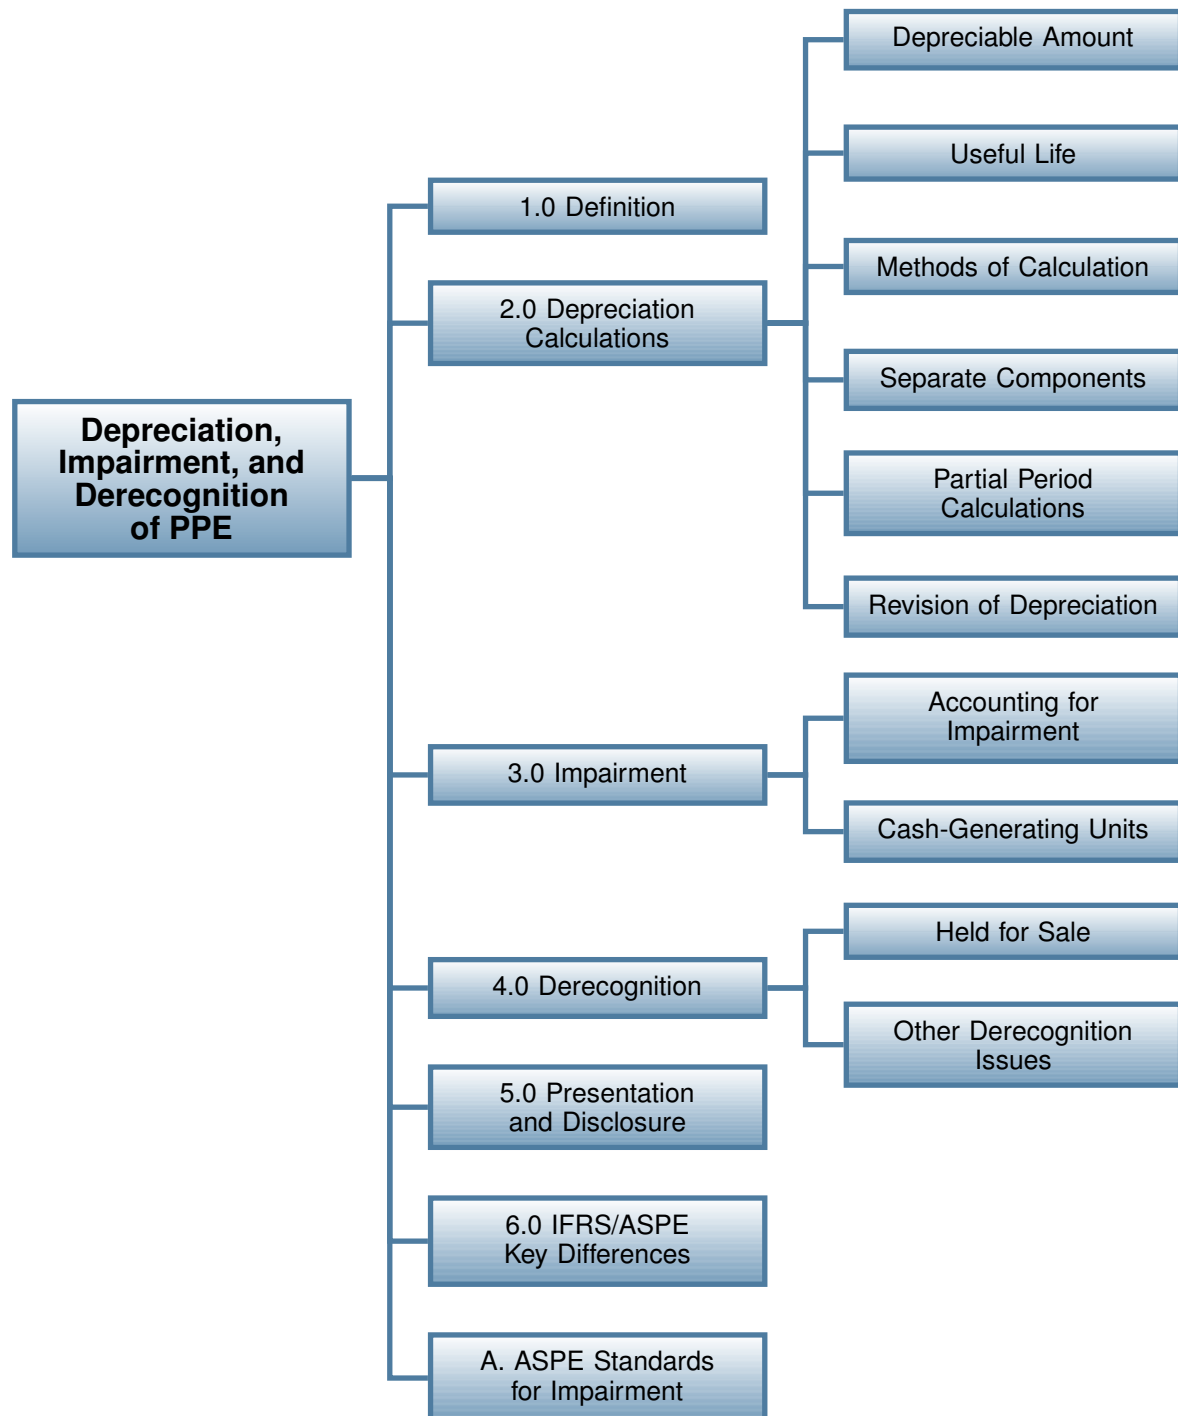 Depreciation,
Impairment, and
Derecognition
of PPE
1.0 Definition
2.0 Depreciation
Calculations
Depreciable Amount
Useful Life
Methods of Calculation
Separate Components
Partial Period
Calculations
Revision of Depreciation
3.0 Impairment
Accounting for
Impairment
Cash-Generating Units
4.0 Derecognition
Held for Sale
Other Derecognition
Issues
5.0 Presentation
and Disclosure
6.0 IFRS/ASPE
Key Differences
A. ASPE Standards
for Impairment